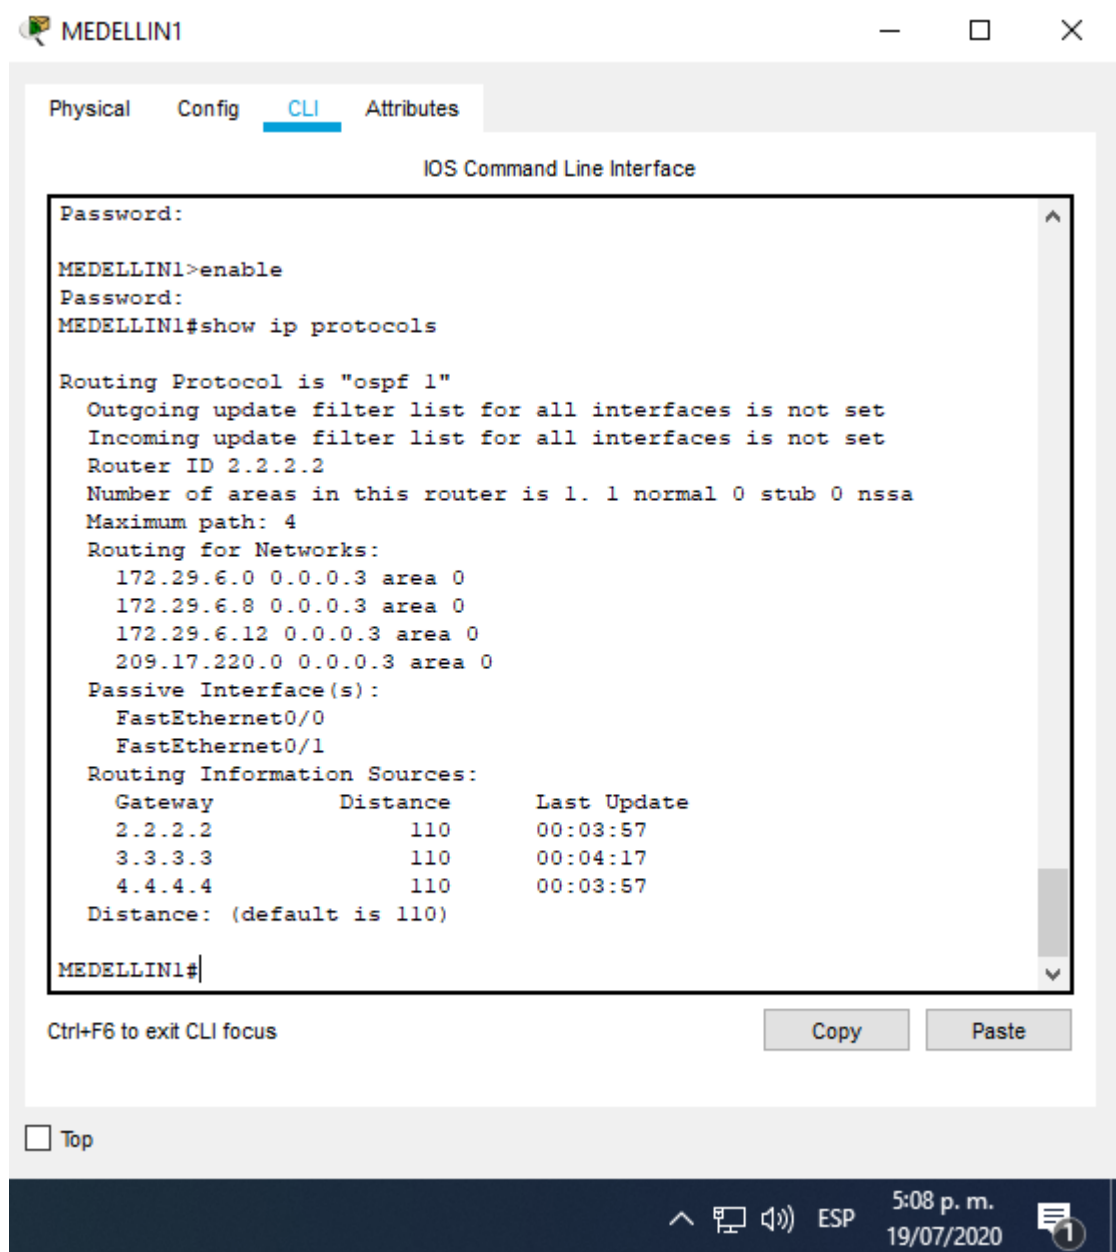 MEDELLIN1
Physical Config CLI Attributes
IOS Command Line Interface
Password:
MEDELLIN1>enable
Password:
MEDELLIN1#show ip protocols
Routing Protocol is "ospf 1"
Outgoing update filter list for all interfaces is not set
Incoming update filter list for all interfaces is not set
Router ID 2.2.2.2
Number of areas in this router is 1. 1 normal 0 stub 0 nssa
Maximum path: 4
Routing for Networks:
172.29.6.0 0.0.0.3 area 0
172.29.6.8 0.0.0.3 area 0
172.29.6.12 0.0.0.3 area 0
209.17.220.0 0.0.0.3 area 0
Passive Interface(s):
FastEthernet0/0
FastEthernet0/1
Routing Information Sources:
Gateway Distance Last Update
2.2.2.2 110 00:03:57
3.3.3.3 110 00:04:17
4.4.4.4 110 00:03:57
Distance: (default is 110)
MEDELLIN1#
Ctrl+F6 to exit CLI focus
Copy Paste
Top
ESP
5:08 p. m.
19/07/2020
1